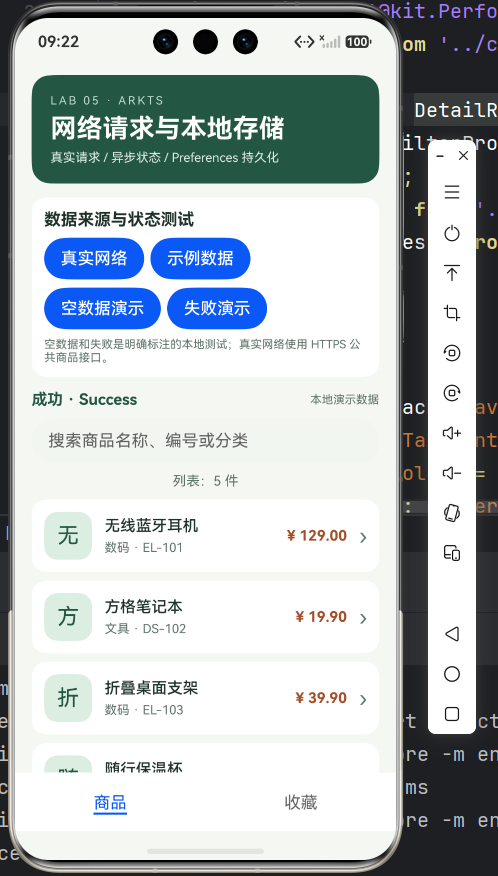 kit.Perfo
09:22
100
om '../c
LAB 05 · ARKTS
网络请求与本地存储
真实请求 / 异步状态 / Preferences 持久化
DetailR
数据来源与状态测试
真实网络
示例数据
空数据演示
失败演示
空数据和失败是明确标注的本地测试；真实网络使用 HTTPS 公
共商品接口。
成功 · Success
本地演示数据
搜索商品名称、编号或分类
列表：5 件
无
无线蓝牙耳机
数码 · EL-101
¥ 129.00
方
方格笔记本
文具 · DS-102
¥ 19.90
折
折叠桌面支架
数码 · EL-103
¥ 39.90
随行保温杯
商品
收藏
ore -m en
ms
ore -m en